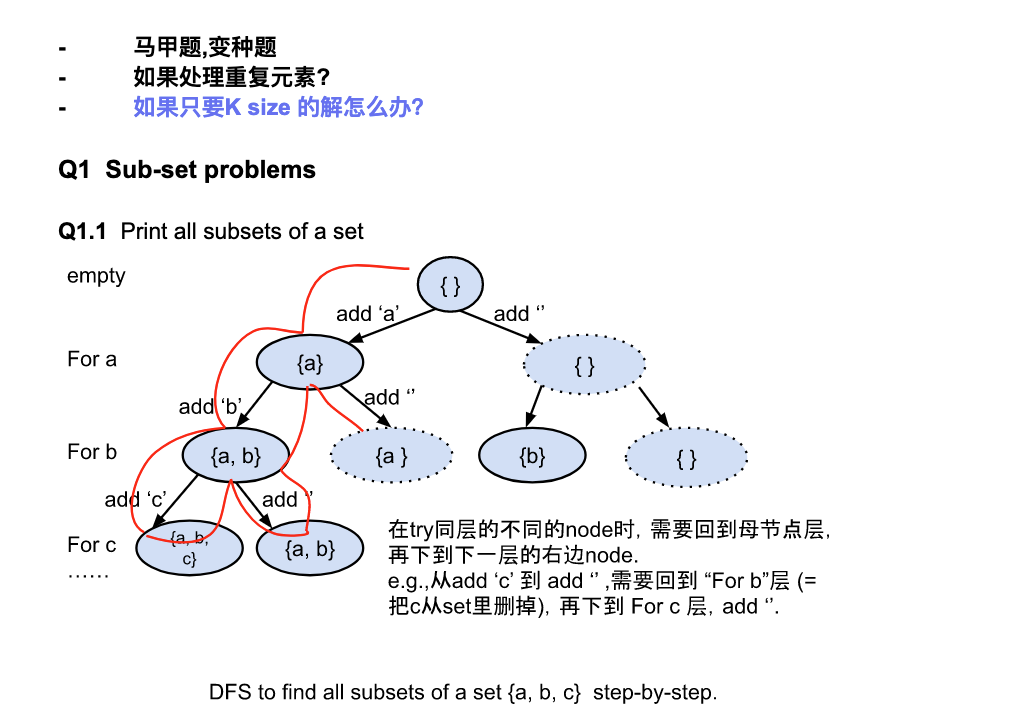 - 马甲题,变种题
- 如果处理重复元素?
- 如果只要K size 的解怎么办?
Q1 Sub-set problems
Q1.1 Print all subsets of a set
empty
{ }
add ‘a’ add ‘’
For a
{a} { }
add ‘b’ add ‘’
For b
{a, b} {a } {b} { }
add ‘c’ add ‘’
For c
{a, b,
c}
{a, b}
……
在try同层的不同的node时, 需要回到母节点层,
再下到下一层的右边node.
e.g.,从add ‘c’ 到 add ‘’ ,需要回到 “For b”层 (=
把c从set里删掉), 再下到 For c 层, add ‘’.
DFS to find all subsets of a set {a, b, c} step-by-step.